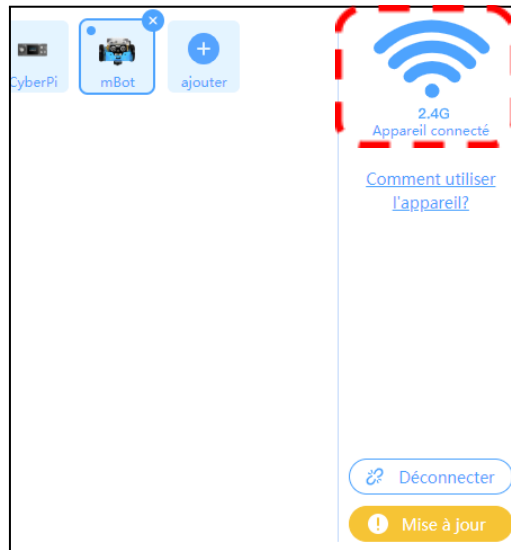 CyberPi
mBot
ajouter
2.4G
Appareil connecté
Comment utiliser
l'appareil?
Déconnecter
Mise à jour